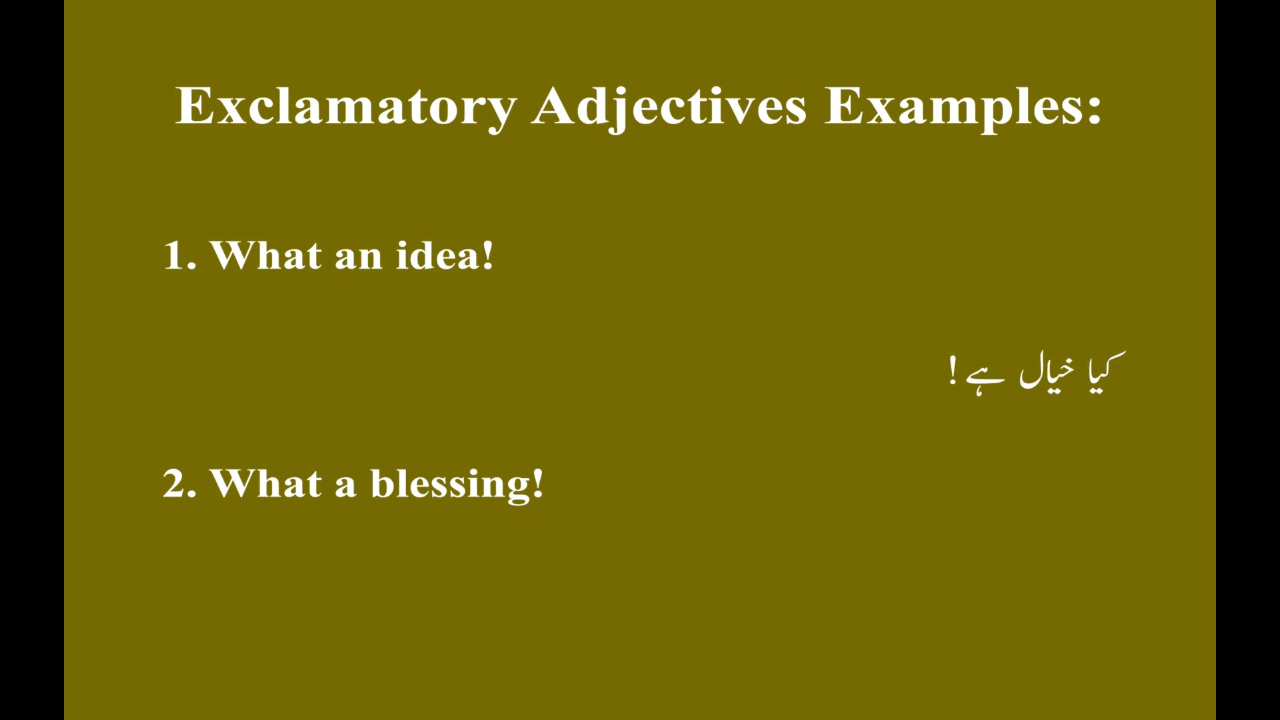 Exclamatory Adjectives Examples:
1. What an idea!
کیا خیال ہے!
2. What a blessing!